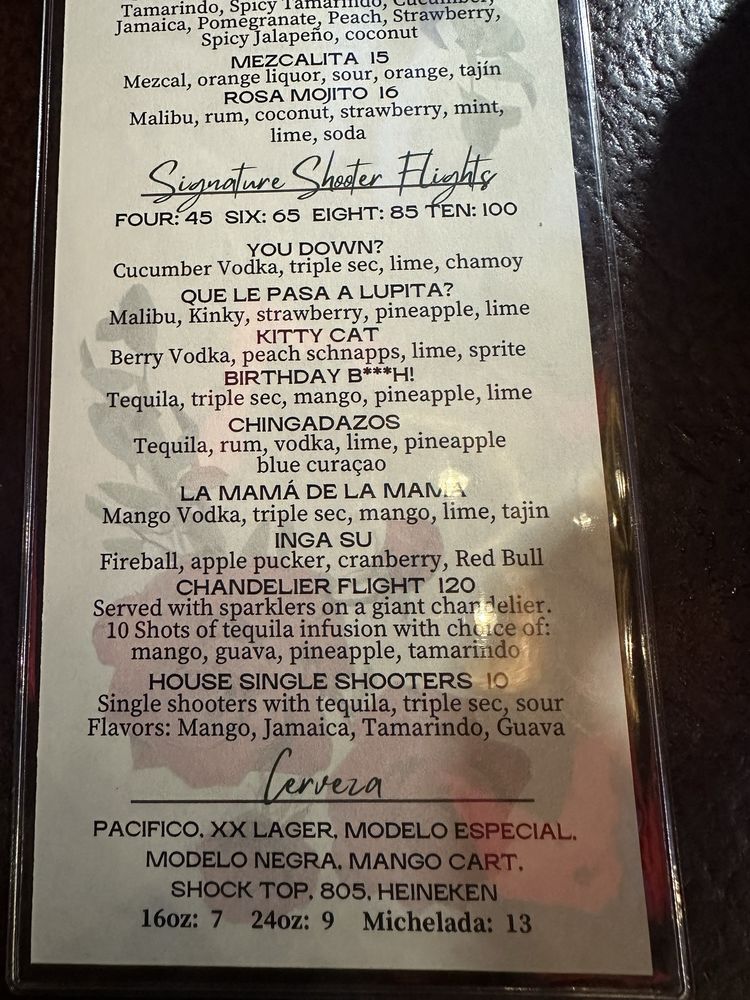 Tamarindo, Spicy Tamarindo, Cucumber,
Jamaica, Pomegranate, Peach, Strawberry,
Spicy Jalapeño, coconut
MEZCALITA 15
Mezcal, orange liquor, sour, orange, tajín
ROSA MOJITO 16
Malibu, rum, coconut, strawberry, mint,
lime, soda
Signature Shooter Flights
FOUR: 45 SIX: 65 EIGHT: 85 TEN: 100
YOU DOWN?
Cucumber Vodka, triple sec, lime, chamoy
QUE LE PASA A LUPITA?
Malibu, Kinky, strawberry, pineapple, lime
KITTY CAT
Berry Vodka, peach schnapps, lime, sprite
BIRTHDAY B***H!
Tequila, triple sec, mango, pineapple, lime
CHINGADAZOS
Tequila, rum, vodka, lime, pineapple
blue curaçao
LA MAMÁ DE LA MAMÁ
Mango Vodka, triple sec, mango, lime, tajin
INGA SU
Fireball, apple pucker, cranberry, Red Bull
CHANDELIER FLIGHT 120
Served with sparklers on a giant chandelier.
10 Shots of tequila infusion with choice of:
mango, guava, pineapple, tamarindo
HOUSE SINGLE SHOOTERS 10
Single shooters with tequila, triple sec, sour
Flavors: Mango, Jamaica, Tamarindo, Guava
Cerveza
PACIFICO, XX LAGER, MODELO ESPECIAL,
MODELO NEGRA, MANGO CART,
SHOCK TOP, 805, HEINEKEN
16oz: 7 24oz: 9 Michelada: 13